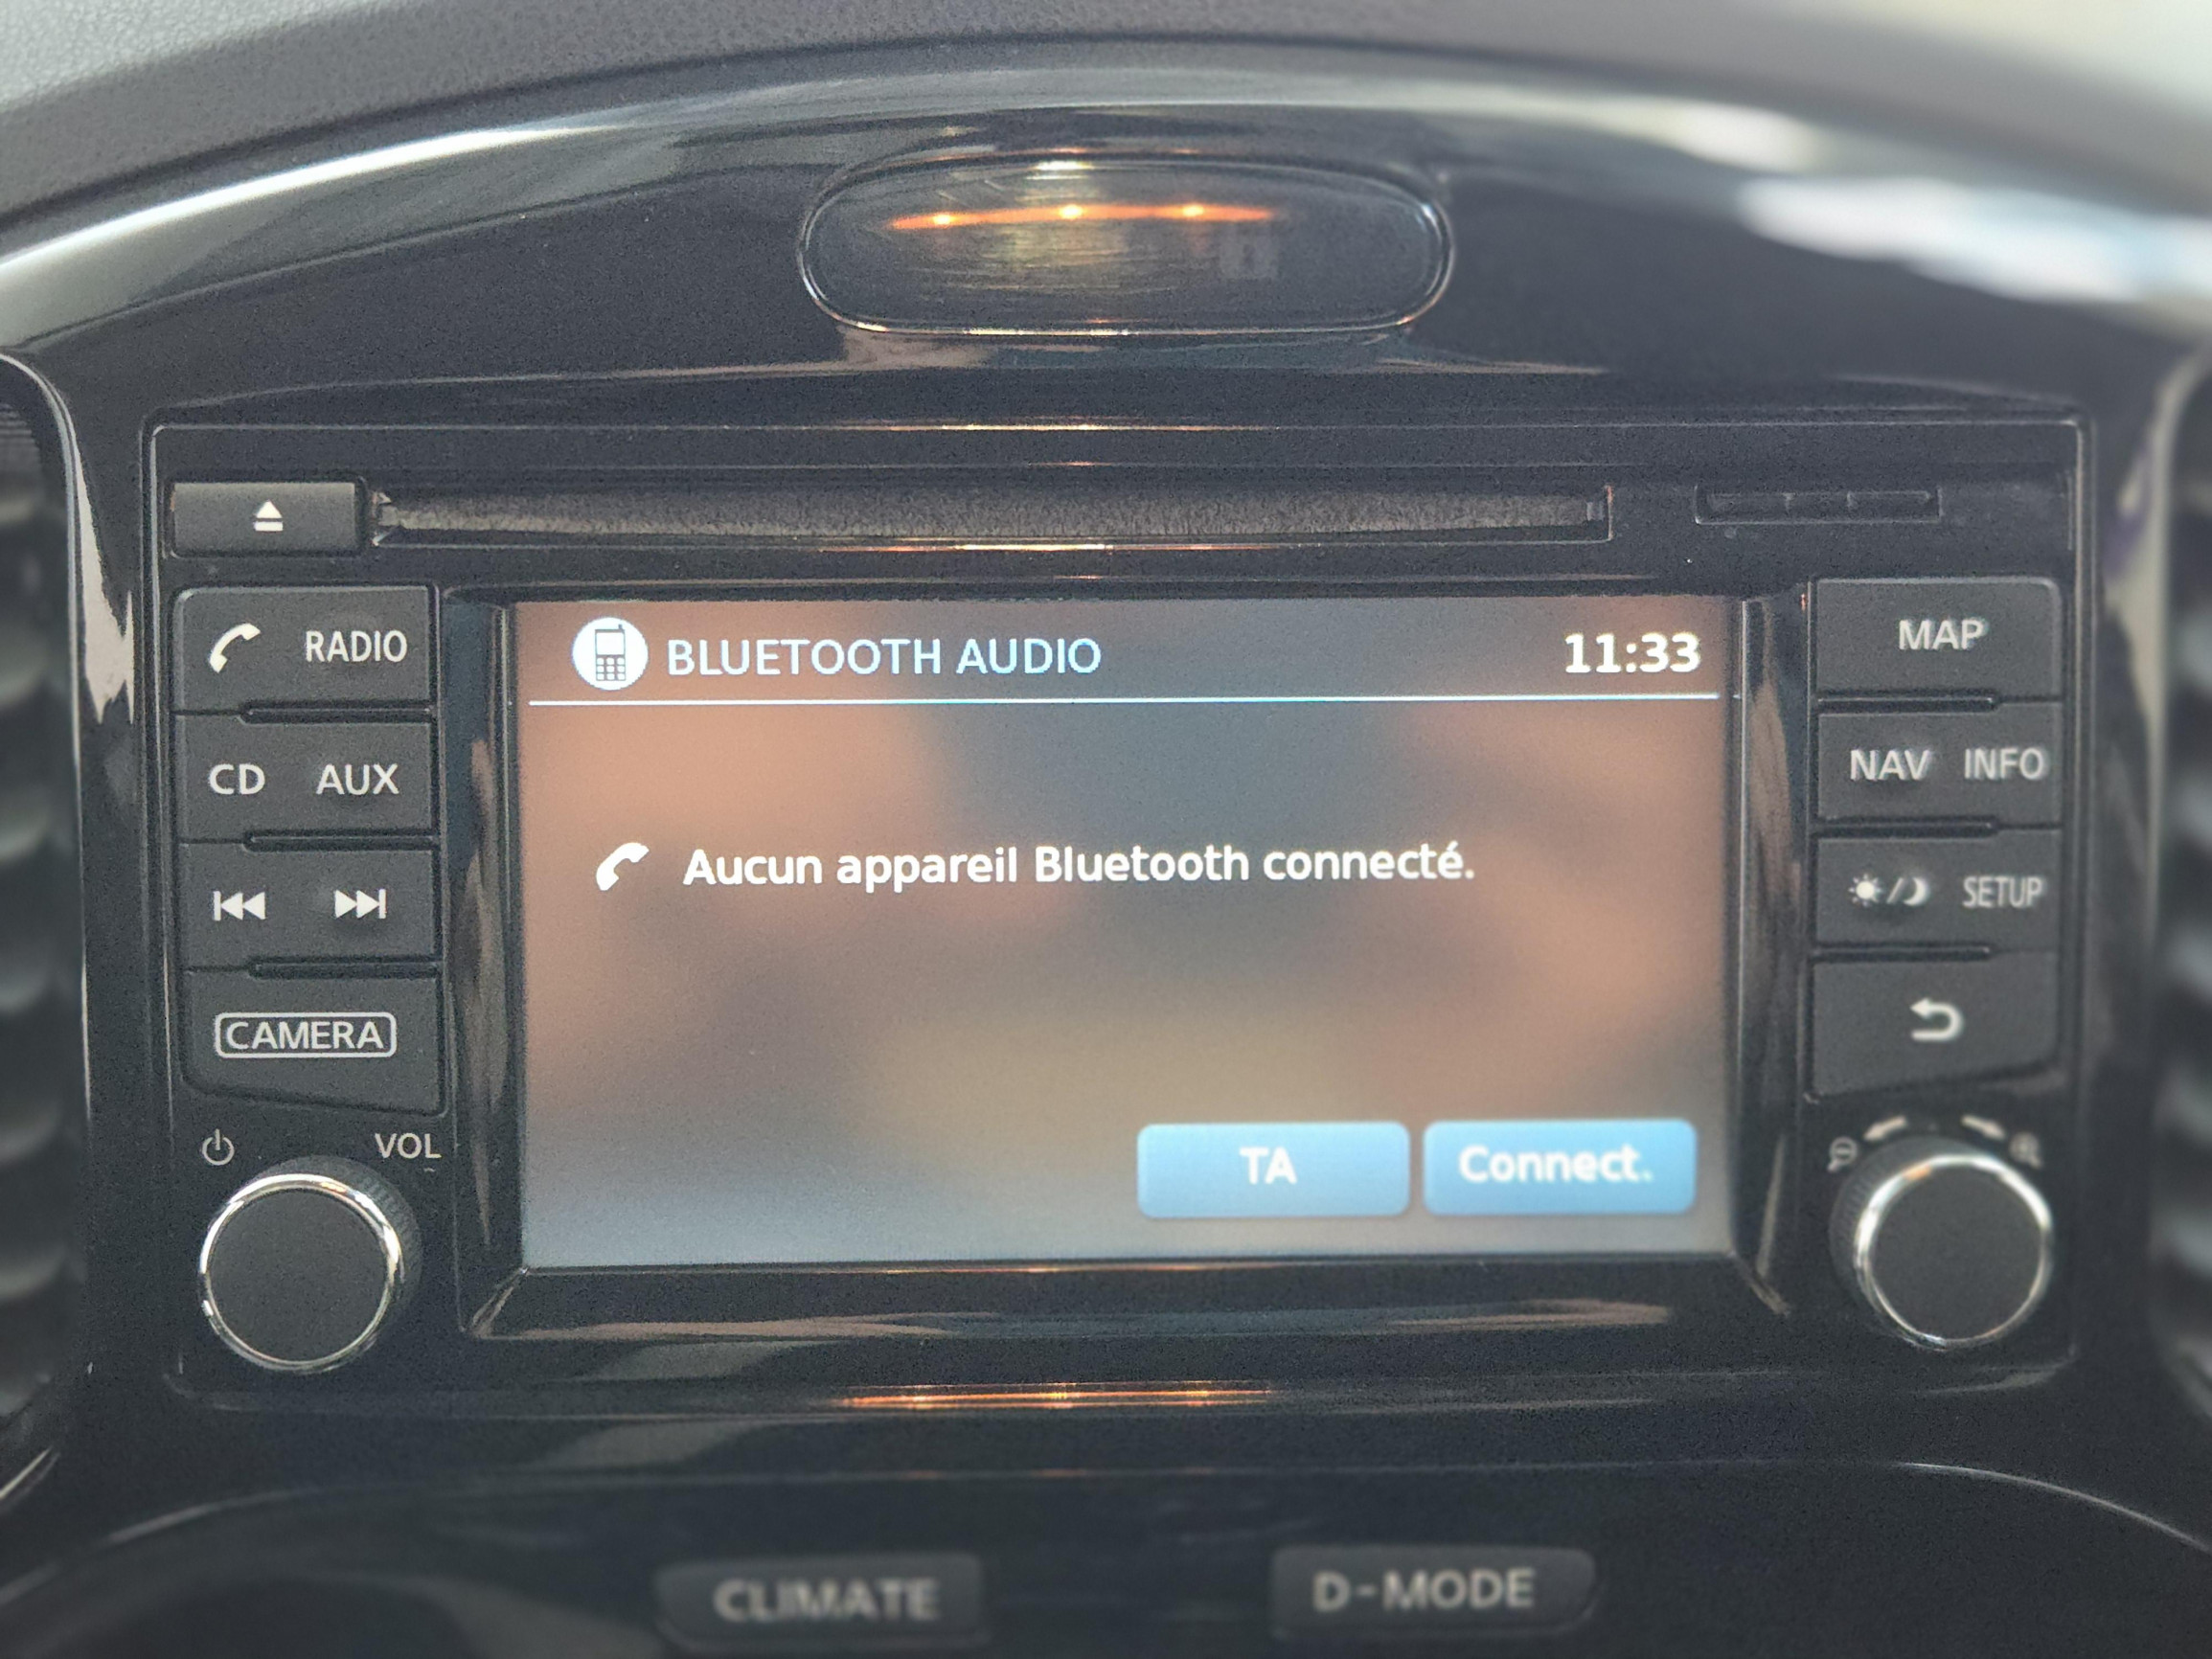 RADIO
CD AUX
CAMERA
VOL
BLUETOOTH AUDIO 11:33
Aucun appareil Bluetooth connecté.
TA Connect.
MAP
NAV INFO
SETUP
CLIMATE D-MODE